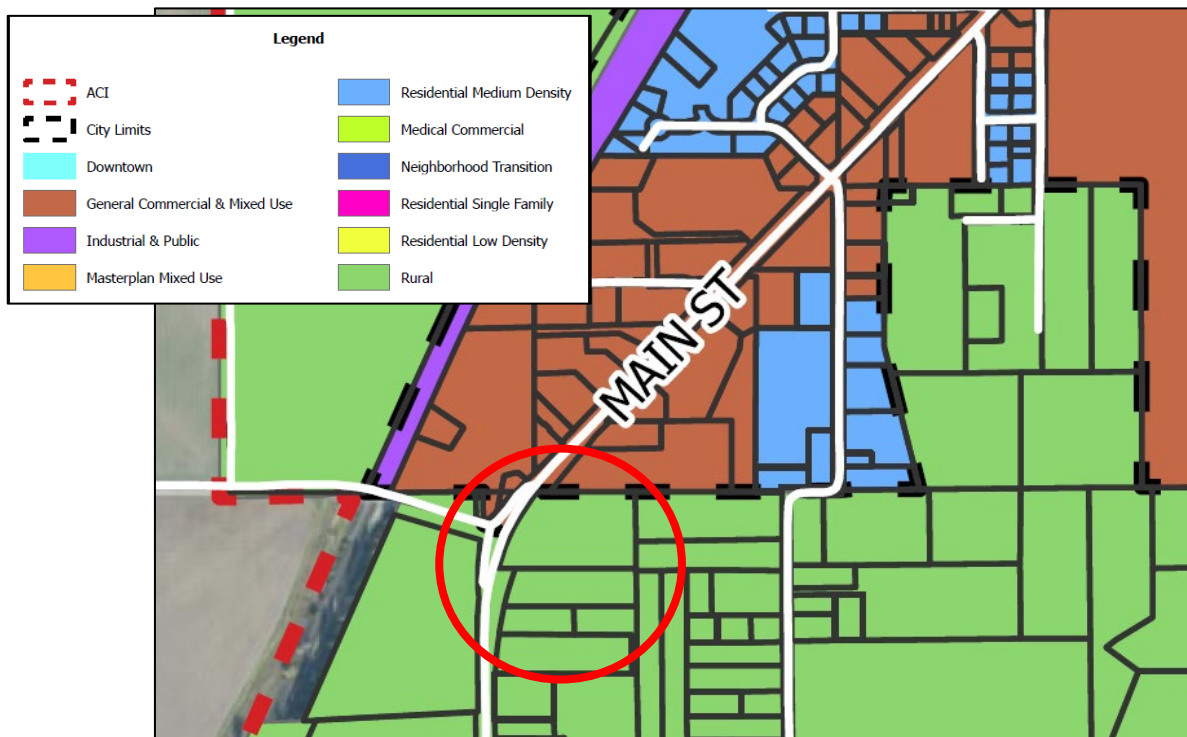 Legend
ACI
City Limits
Downtown
General Commercial & Mixed Use
Industrial & Public
Masterplan Mixed Use
Residential Medium Density
Medical Commercial
Neighborhood Transition
Residential Single Family
Residential Low Density
Rural
MAIN ST